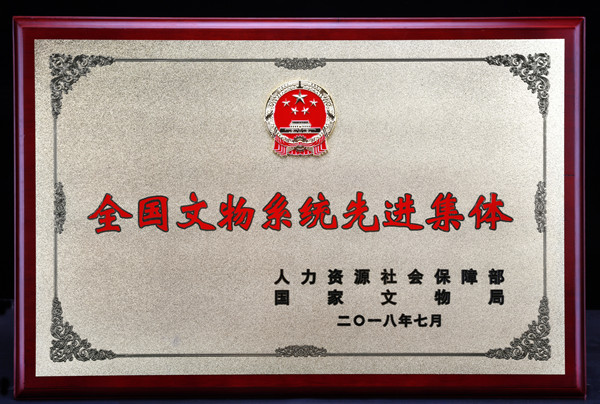 全国文物系统先进集体
人力资源社会保障部
国家文物局
二〇一八年七月